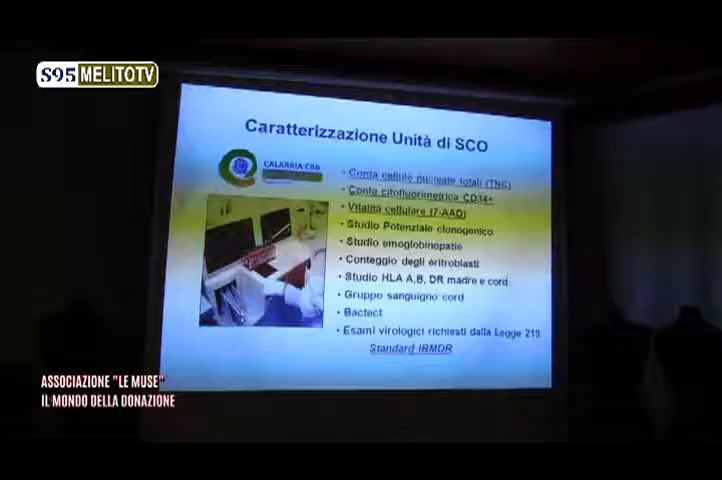 S95 MELITOTV
Caratterizzazione Unità di SCO
CALABRIA CBB
• Conta cellule nucleate totali (TNC)
• Conta citofluorimetrica CD34+
• Vitalità cellulare (7-AAD)
• Studio Potenziale clonogenico
• Studio emoglobinopatie
• Conteggio degli eritroblasti
• Studio HLA A,B, DR madre e cord
• Gruppo sanguigno cord
• Bactect
• Esami virologici richiesti dalla Legge 219
Standard IBMDR
ASSOCIAZIONE "LE MUSE"
IL MONDO DELLA DONAZIONE